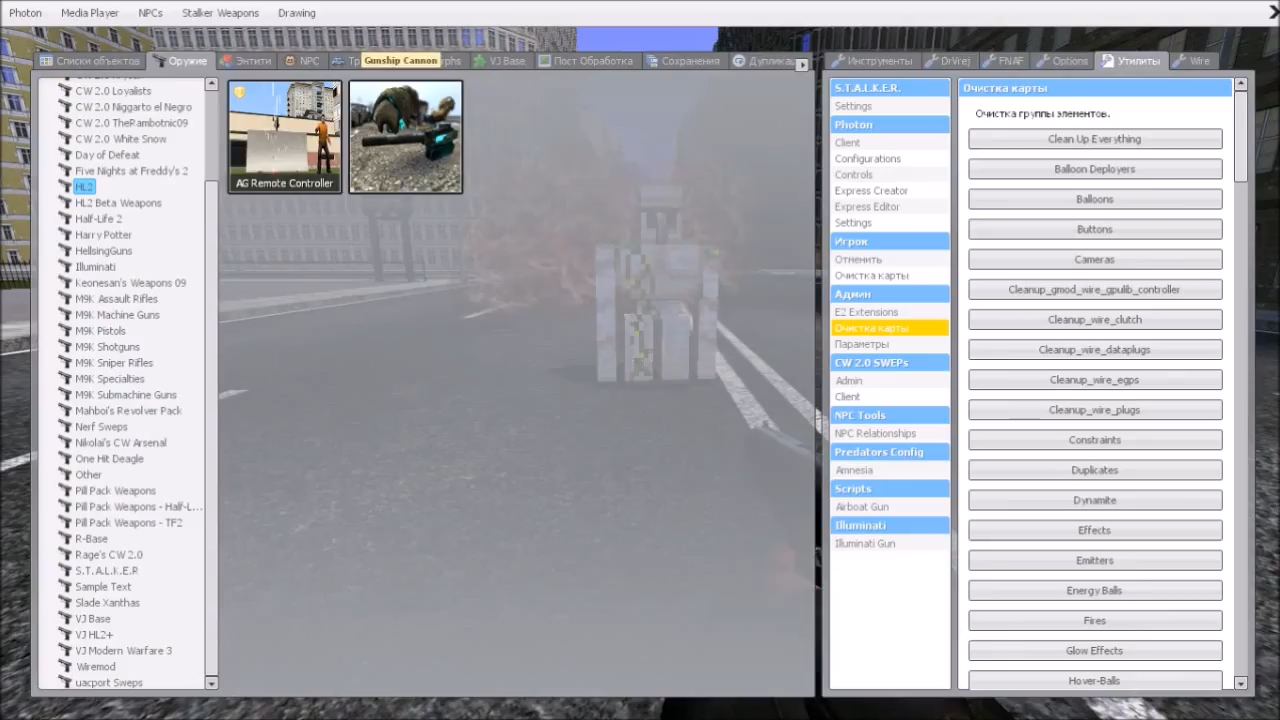 Photon
Media Player
NPCs
Stalker Weapons
Drawing
Списки объектов
Оружие
Энтити
NPC
Gunship Cannon
VJ Base
Пост Обработка
Сохранения
Инструменты
DrVrej
FNAF
Options
Утилиты
Wire
CW 2.0 Loyalists
CW 2.0 Niggarto el Negro
CW 2.0 TheRambotnic09
CW 2.0 White Snow
Day of Defeat
Five Nights at Freddy's 2
HL2
HL2 Beta Weapons
Half-Life 2
Harry Potter
HellsingGuns
Illuminati
Keonesan's Weapons 09
M9K Assault Rifles
M9K Machine Guns
M9K Pistols
M9K Shotguns
M9K Sniper Rifles
M9K Specialties
M9K Submachine Guns
Mahboi's Revolver Pack
Nerf Sweps
Nikolai's CW Arsenal
One Hit Deagle
Other
Pill Pack Weapons
Pill Pack Weapons - Half-L...
Pill Pack Weapons - TF2
R-Base
Rage's CW 2.0
S.T.A.L.K.E.R
Sample Text
Slade Xanthas
VJ Base
VJ HL2+
VJ Modern Warfare 3
Wiremod
uacport Sweps
AG Remote Controller
S.T.A.L.K.E.R.
Settings
Photon
Client
Configurations
Controls
Express Creator
Express Editor
Settings
Игрок
Отменить
Очистка карты
Админ
E2 Extensions
Очистка карты
Параметры
CW 2.0 SWEPs
Admin
Client
NPC Tools
NPC Relationships
Predators Config
Amnesia
Scripts
Airboat Gun
Illuminati
Illuminati Gun
Очистка карты
Очистка группы элементов.
Clean Up Everything
Balloon Deployers
Balloons
Buttons
Cameras
Cleanup_gmod_wire_gpulib_controller
Cleanup_wire_clutch
Cleanup_wire_dataplugs
Cleanup_wire_egps
Cleanup_wire_plugs
Constraints
Duplicates
Dynamite
Effects
Emitters
Energy Balls
Fires
Glow Effects
Hover-Balls